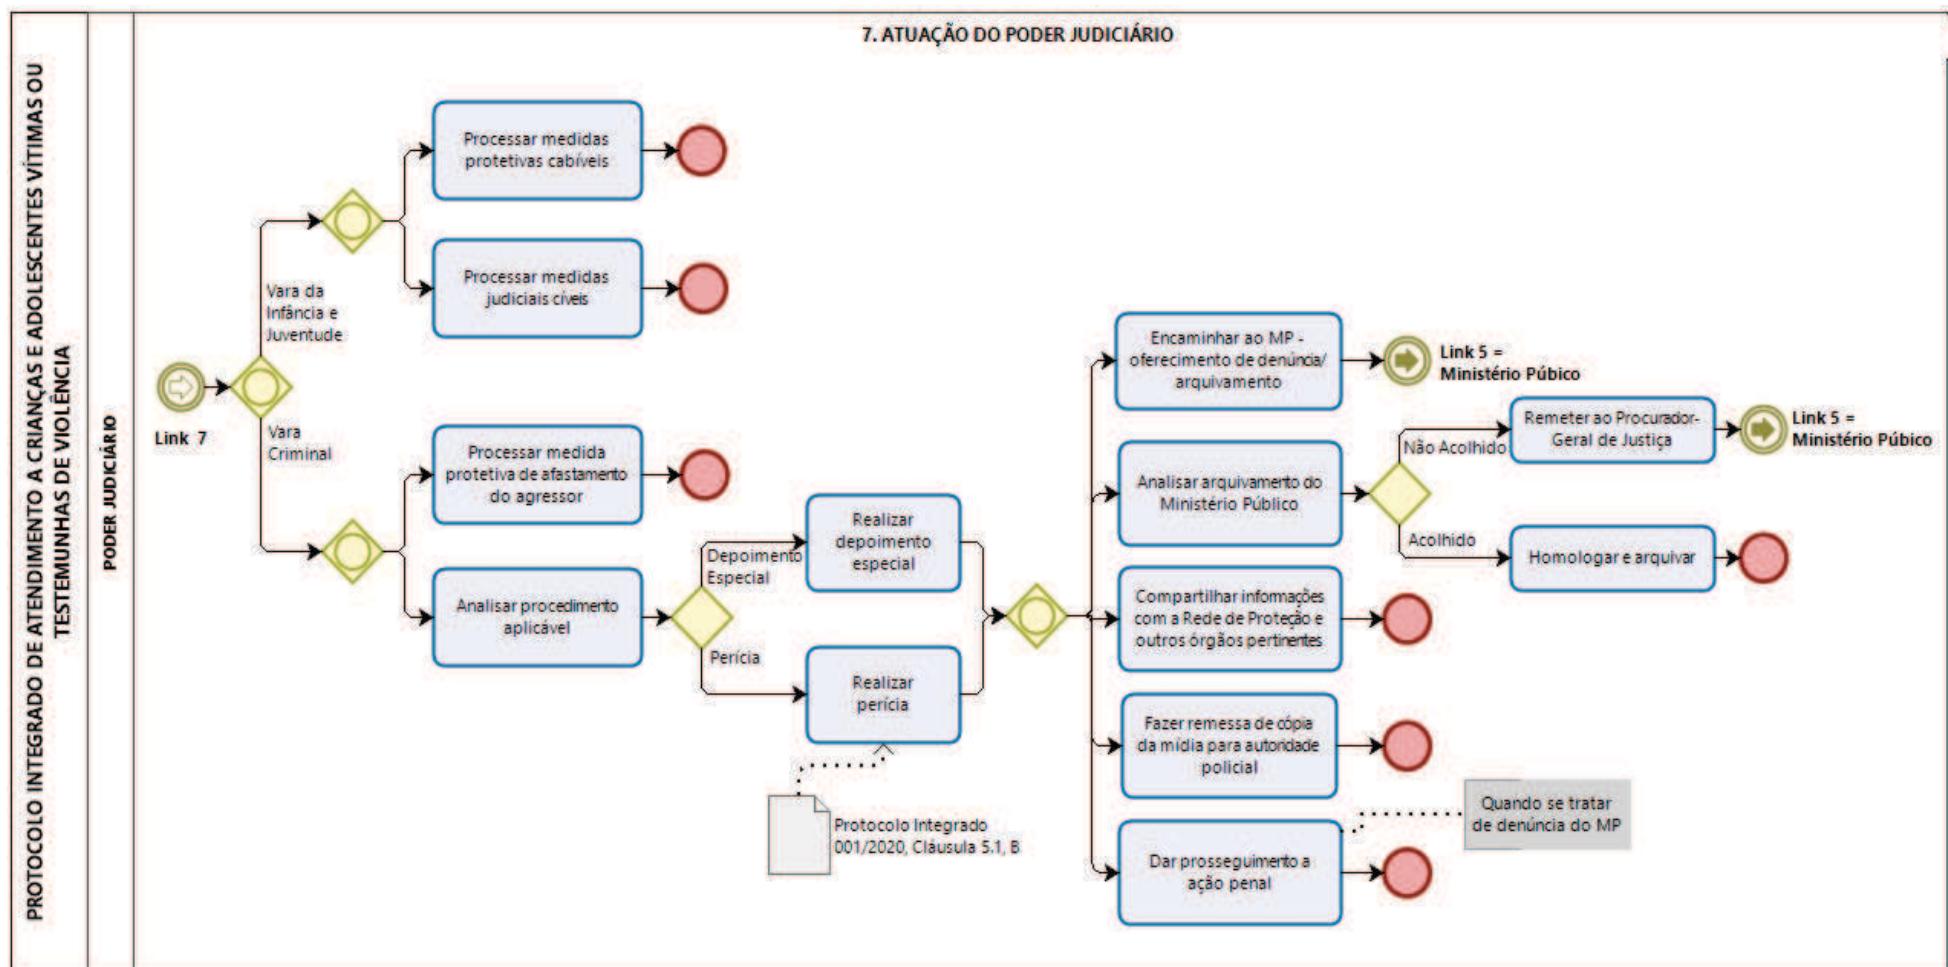 7. ATUAÇÃO DO PODER JUDICIÁRIO
PROTOCOLO INTEGRADO DE ATENDIMENTO A CRIANÇAS E ADOLESCENTES VÍTIMAS OU
TESTEMUNHAS DE VIOLÊNCIA
PODER JUDICIÁRIO
Link 7
Vara da
Infância e
Juventude
Vara
Criminal
Processar medidas
protetivas cabíveis
Processar medidas
judiciais cíveis
Processar medida
protetiva de afastamento
do agressor
Analisar procedimento
aplicável
Depoimento
Especial
Perícia
Realizar
depoimento
especial
Realizar
perícia
Protocolo Integrado
001/2020, Cláusula 5.1, B
Encaminhar ao MP -
oferecimento de denúncia/
arquivamento
Link 5 =
Ministério Púbico
Analisar arquivamento do
Ministério Público
Não Acolhido
Remeter ao Procurador-
Geral de Justiça
Link 5 =
Ministério Púbico
Acolhido
Homologar e arquivar
Compartilhar informações
com a Rede de Proteção e
outros órgãos pertinentes
Fazer remessa de cópia
da mídia para autoridade
policial
Quando se tratar
de denúncia do MP
Dar prosseguimento a
ação penal